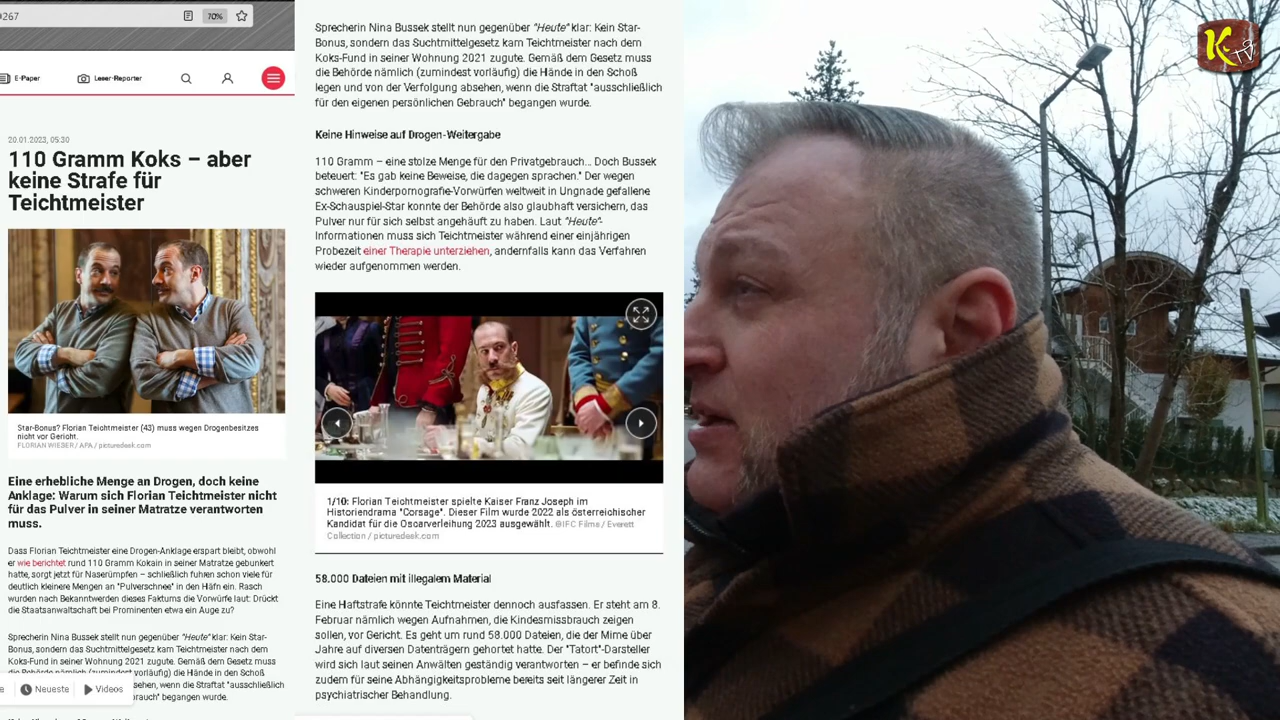 267
70%
E-Paper
Leser-Reporter
20.01.2023, 05:30
110 Gramm Koks – aber
keine Strafe für
Teichtmeister
Star-Bonus? Florian Teichtmeister (43) muss wegen Drogenbesitzes
nicht vor Gericht.
FLORIAN WIESER / APA / picturedesk.com
Eine erhebliche Menge an Drogen, doch keine
Anklage: Warum sich Florian Teichtmeister nicht
für das Pulver in seiner Matratze verantworten
muss.
Dass Florian Teichtmeister eine Drogen-Anklage erspart bleibt, obwohl
er wie berichtet rund 110 Gramm Kokain in seiner Matratze gebunkert
hatte, sorgt jetzt für Naserümpfen – schließlich fuhren schon viele für
deutlich kleinere Mengen an "Pulverschnee" in den Häfn ein. Rasch
wurden nach Bekanntwerden dieses Faktums die Vorwürfe laut: Drückt
die Staatsanwaltschaft bei Prominenten etwa ein Auge zu?
Sprecherin Nina Bussek stellt nun gegenüber "Heute" klar: Kein Star-
Bonus, sondern das Suchtmittelgesetz kam Teichtmeister nach dem
Koks-Fund in seiner Wohnung 2021 zugute. Gemäß dem Gesetz muss
die Behörde nämlich (zumindest vorläufig) die Hände in den Schoß
sehen, wenn die Straftat "ausschließlich
brauch" begangen wurde.
e
Neueste
Videos
Sprecherin Nina Bussek stellt nun gegenüber "Heute" klar: Kein Star-
Bonus, sondern das Suchtmittelgesetz kam Teichtmeister nach dem
Koks-Fund in seiner Wohnung 2021 zugute. Gemäß dem Gesetz muss
die Behörde nämlich (zumindest vorläufig) die Hände in den Schoß
legen und von der Verfolgung absehen, wenn die Straftat "ausschließlich
für den eigenen persönlichen Gebrauch" begangen wurde.
Keine Hinweise auf Drogen-Weitergabe
110 Gramm – eine stolze Menge für den Privatgebrauch... Doch Bussek
beteuert: "Es gab keine Beweise, die dagegen sprachen." Der wegen
schweren Kinderpornografie-Vorwürfen weltweit in Ungnade gefallene
Ex-Schauspiel-Star konnte der Behörde also glaubhaft versichern, das
Pulver nur für sich selbst angehäuft zu haben. Laut "Heute"-
Informationen muss sich Teichtmeister während einer einjährigen
Probezeit einer Therapie unterziehen, andernfalls kann das Verfahren
wieder aufgenommen werden.
1/10: Florian Teichtmeister spielte Kaiser Franz Joseph im
Historiendrama "Corsage". Dieser Film wurde 2022 als österreichischer
Kandidat für die Oscarverleihung 2023 ausgewählt. ©IFC Films / Everett
Collection / picturedesk.com
58.000 Dateien mit illegalem Material
Eine Haftstrafe könnte Teichtmeister dennoch ausfassen. Er steht am 8.
Februar nämlich wegen Aufnahmen, die Kindesmissbrauch zeigen
sollen, vor Gericht. Es geht um rund 58.000 Dateien, die der Mime über
Jahre auf diversen Datenträgern gehortet hatte. Der "Tatort"-Darsteller
wird sich laut seinen Anwälten geständig verantworten – er befinde sich
zudem für seine Abhängigkeitsprobleme bereits seit längerer Zeit in
psychiatrischer Behandlung.
K TV